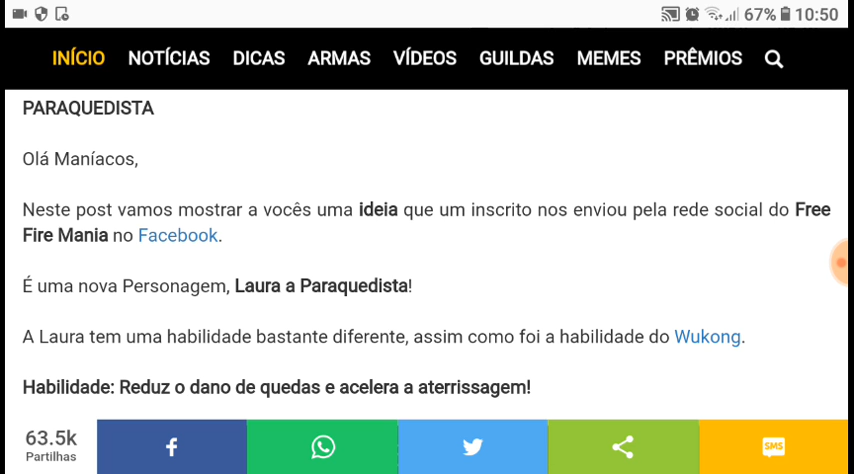 67% 10:50
INÍCIO NOTÍCIAS DICAS ARMAS VÍDEOS GUILDAS MEMES PRÊMIOS
PARAQUEDISTA
Olá Maníacos,
Neste post vamos mostrar a vocês uma ideia que um inscrito nos enviou pela rede social do Free
Fire Mania no Facebook.
É uma nova Personagem, Laura a Paraquedista!
A Laura tem uma habilidade bastante diferente, assim como foi a habilidade do Wukong.
Habilidade: Reduz o dano de quedas e acelera a aterrissagem!
63.5k
Partilhas
SMS